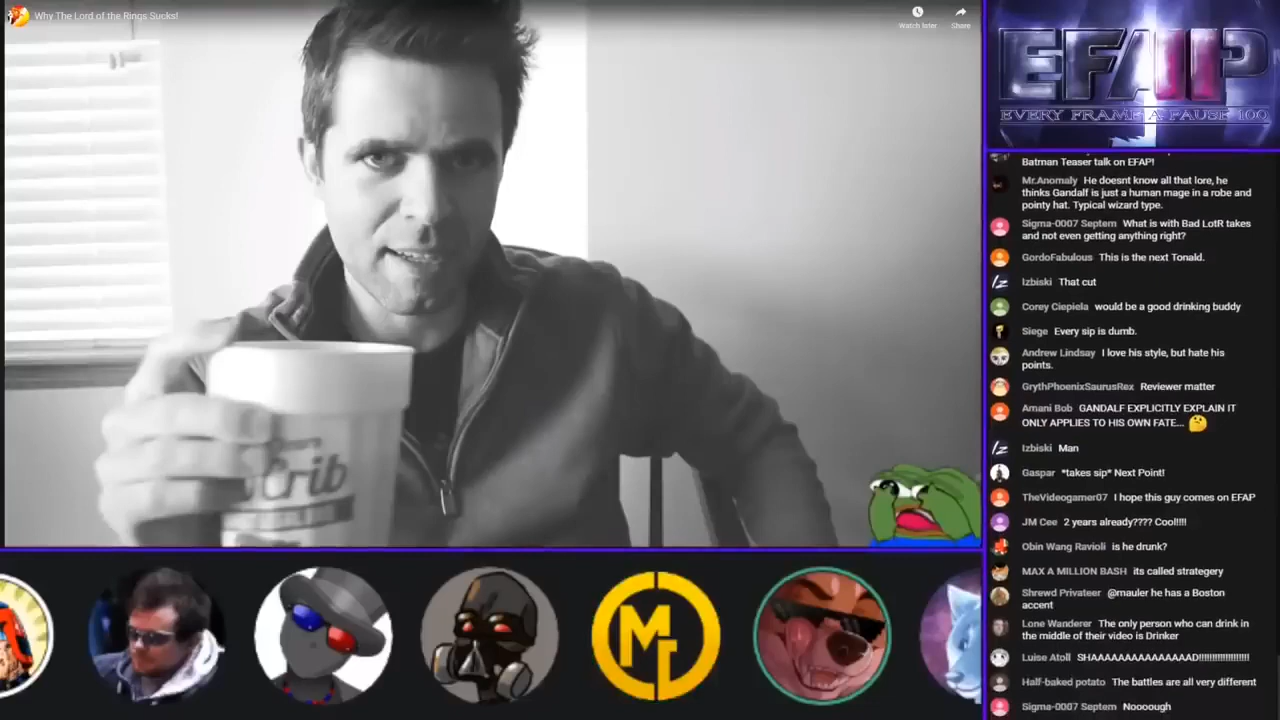 Why The Lord of the Rings Sucks!
Watch later
Share
Crib
EFAP
EVERY FRAME A PAUSE 100
Batman Teaser talk on EFAP!
Mr.Anomaly He doesnt know all that lore, he
thinks Gandalf is just a human mage in a robe and
pointy hat. Typical wizard type.
Sigma-0007 Septem What is with Bad LotR takes
and not even getting anything right?
GordoFabulous This is the next Tonald.
Izbiski That cut
Corey Ciepiela would be a good drinking buddy
Siege Every sip is dumb.
Andrew Lindsay I love his style, but hate his
points.
GrythPhoenixSaurusRex Reviewer matter
Amani Bob GANDALF EXPLICITLY EXPLAIN IT
ONLY APPLIES TO HIS OWN FATE... 🤔
Izbiski Man
Gaspar *takes sip* Next Point!
TheVideogamer07 I hope this guy comes on EFAP
JM Cee 2 years already???? Cool!!!!
Obin Wang Ravioli is he drunk?
MAX A MILLION BASH its called strategery
Shrewd Privateer @mauler he has a Boston
accent
Lone Wanderer The only person who can drink in
the middle of their video is Drinker
Luise Atoll SHAAAAAAAAAAAAAAD!!!!!!!!!!!!!!!!!!!
Half-baked potato The battles are all very different
Sigma-0007 Septem Noooough